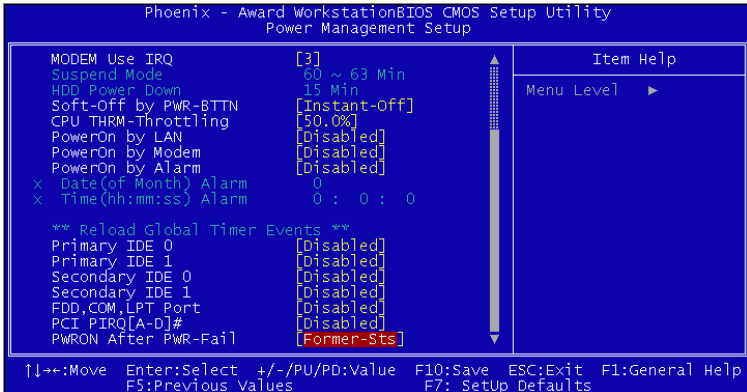 Phoenix - Award WorkstationBIOS CMOS Setup Utility
Power Management Setup
MODEM Use IRQ [3]
Suspend Mode 60 ~ 63 Min
HDD Power Down 15 Min
Soft-Off by PWR-BTTN [Instant-Off]
CPU THRM-Throttling [50.0%]
PowerOn by LAN [Disabled]
PowerOn by Modem [Disabled]
PowerOn by Alarm [Disabled]
x Date(of Month) Alarm 0
x Time(hh:mm:ss) Alarm 0 : 0 : 0
** Reload Global Timer Events **
Primary IDE 0 [Disabled]
Primary IDE 1 [Disabled]
Secondary IDE 0 [Disabled]
Secondary IDE 1 [Disabled]
FDD,COM,LPT Port [Disabled]
PCI PIRQ[A-D]# [Disabled]
PWRON After PWR-Fail [Former-Sts]
Item Help
Menu Level ►
↑↓→←:Move Enter:Select +/-/PU/PD:Value F10:Save ESC:Exit F1:General Help
F5:Previous Values F7: SetUp Defaults